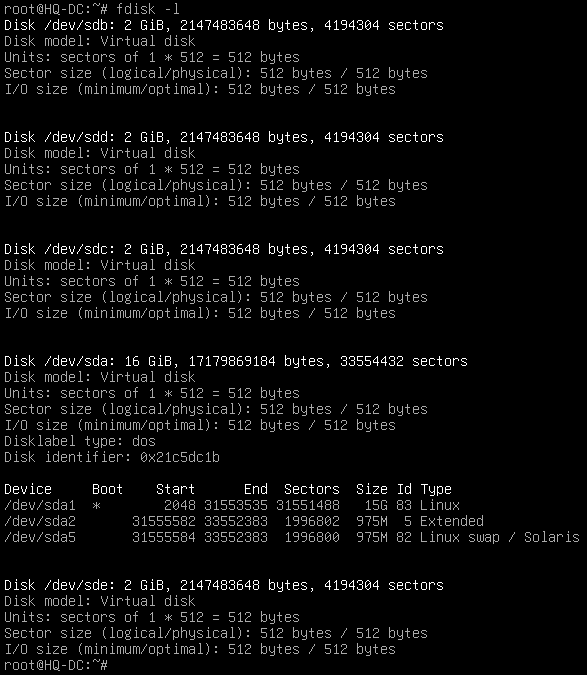 root@HQ-DC:~# fdisk -l
Disk /dev/sdb: 2 GiB, 2147483648 bytes, 4194304 sectors
Disk model: Virtual disk
Units: sectors of 1 * 512 = 512 bytes
Sector size (logical/physical): 512 bytes / 512 bytes
I/O size (minimum/optimal): 512 bytes / 512 bytes
Disk /dev/sdd: 2 GiB, 2147483648 bytes, 4194304 sectors
Disk model: Virtual disk
Units: sectors of 1 * 512 = 512 bytes
Sector size (logical/physical): 512 bytes / 512 bytes
I/O size (minimum/optimal): 512 bytes / 512 bytes
Disk /dev/sdc: 2 GiB, 2147483648 bytes, 4194304 sectors
Disk model: Virtual disk
Units: sectors of 1 * 512 = 512 bytes
Sector size (logical/physical): 512 bytes / 512 bytes
I/O size (minimum/optimal): 512 bytes / 512 bytes
Disk /dev/sda: 16 GiB, 17179869184 bytes, 33554432 sectors
Disk model: Virtual disk
Units: sectors of 1 * 512 = 512 bytes
Sector size (logical/physical): 512 bytes / 512 bytes
I/O size (minimum/optimal): 512 bytes / 512 bytes
Disklabel type: dos
Disk identifier: 0x21c5dc1b
Device     Boot    Start      End  Sectors  Size Id Type
/dev/sda1  *        2048 31553535 31551488   15G 83 Linux
/dev/sda2       31555582 33552383  1996802  975M  5 Extended
/dev/sda5       31555584 33552383  1996800  975M 82 Linux swap / Solaris
Disk /dev/sde: 2 GiB, 2147483648 bytes, 4194304 sectors
Disk model: Virtual disk
Units: sectors of 1 * 512 = 512 bytes
Sector size (logical/physical): 512 bytes / 512 bytes
I/O size (minimum/optimal): 512 bytes / 512 bytes
root@HQ-DC:~#